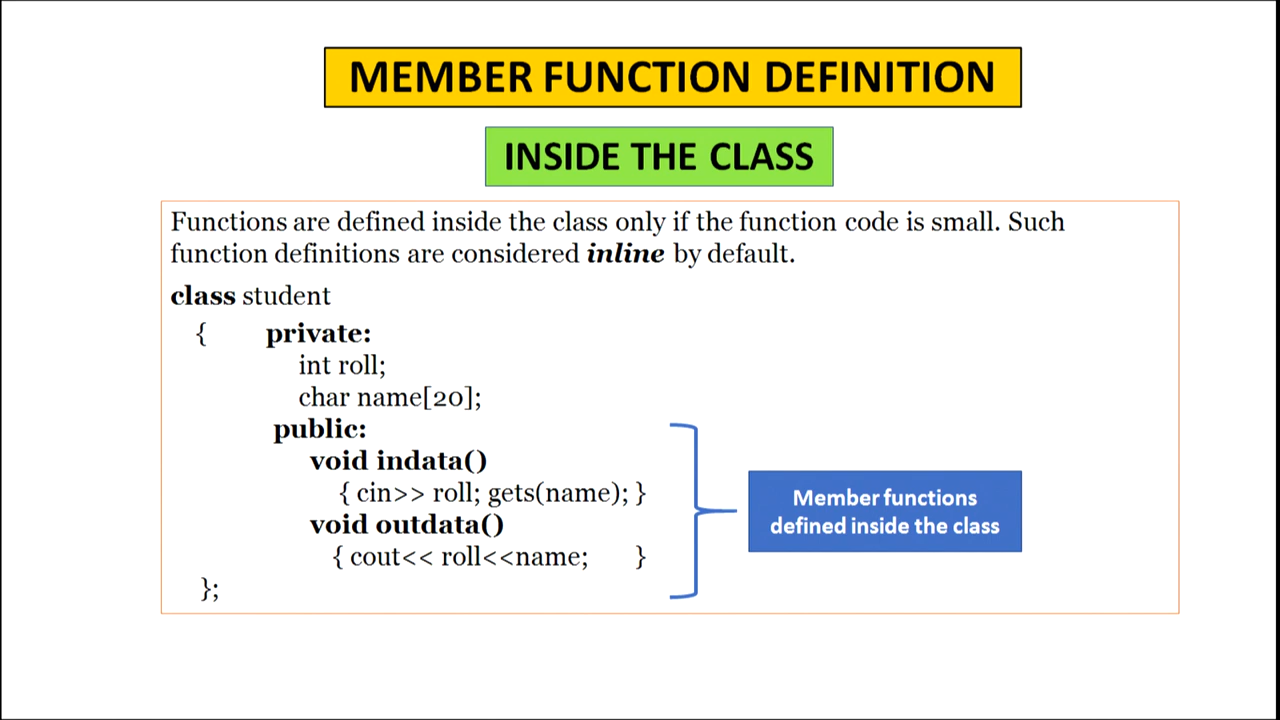 MEMBER FUNCTION DEFINITION
INSIDE THE CLASS
Functions are defined inside the class only if the function code is small. Such
function definitions are considered inline by default.
class student
{ private:
int roll;
char name[20];
public:
void indata()
{ cin>> roll; gets(name); }
void outdata()
{ cout<< roll<<name; }
};
Member functions
defined inside the class